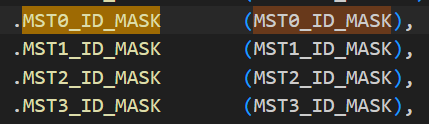 .MST0_ID_MASK (MST0_ID_MASK),
.MST1_ID_MASK (MST1_ID_MASK),
.MST2_ID_MASK (MST2_ID_MASK),
.MST3_ID_MASK (MST3_ID_MASK),